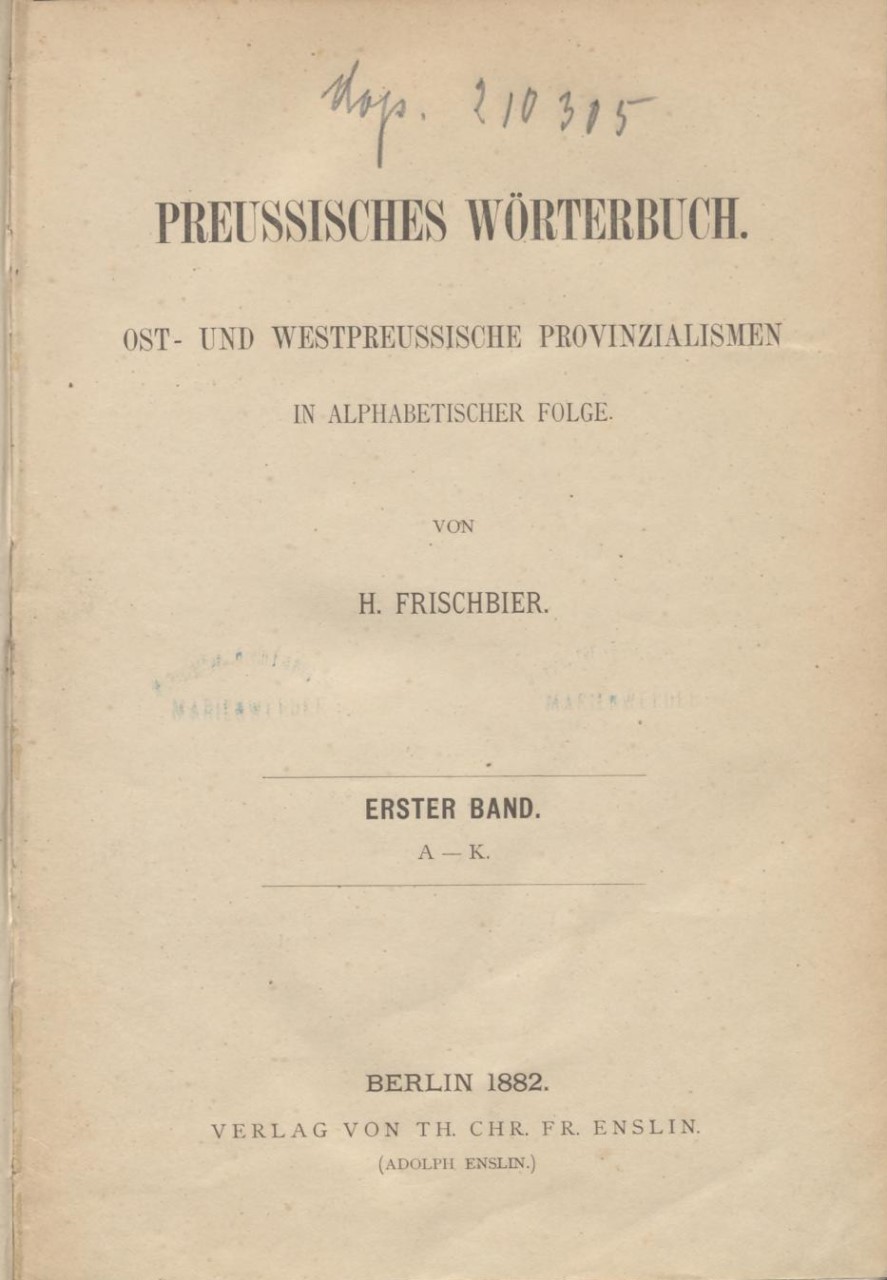 dop. 210305
PREUSSISCHES WÖRTERBUCH.
OST- UND WESTPREUSSISCHE PROVINZIALISMEN
IN ALPHABETISCHER FOLGE.
VON
H. FRISCHBIER.
ERSTER BAND.
A — K.
BERLIN 1882.
VERLAG VON TH. CHR. FR. ENSLIN.
(ADOLPH ENSLIN.)